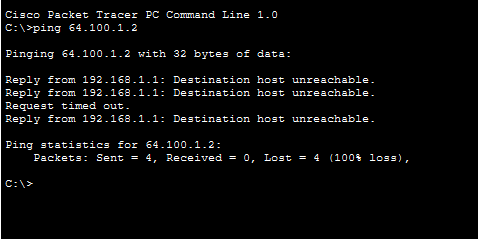 Cisco Packet Tracer PC Command Line 1.0
C:\>ping 64.100.1.2
Pinging 64.100.1.2 with 32 bytes of data:
Reply from 192.168.1.1: Destination host unreachable.
Reply from 192.168.1.1: Destination host unreachable.
Request timed out.
Reply from 192.168.1.1: Destination host unreachable.
Ping statistics for 64.100.1.2:
    Packets: Sent = 4, Received = 0, Lost = 4 (100% loss),
C:\>